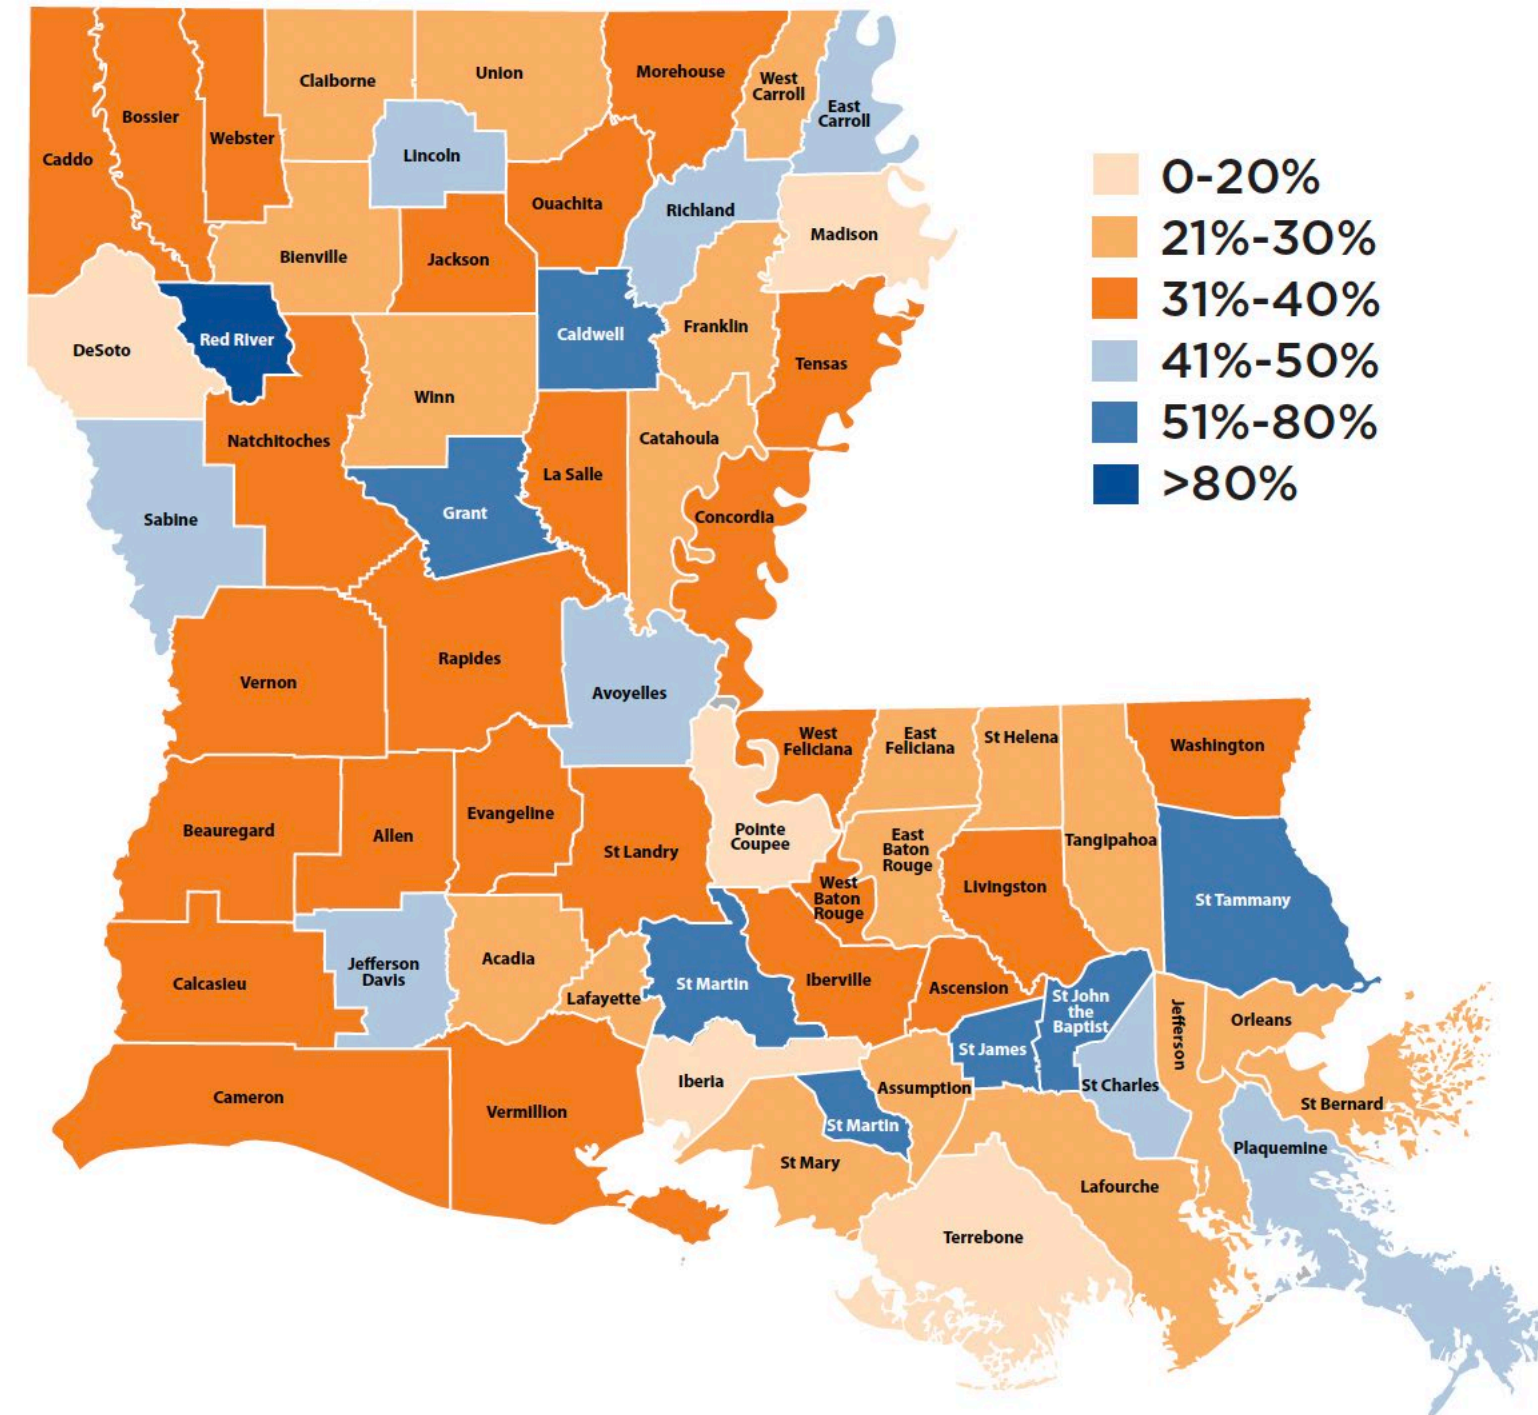 Claiborne
Union
Morehouse
West
Carroll
East
Carroll
Bossier
Webster
Caddo
Lincoln
Ouachita
Richland
Madison
Bienville
Jackson
Red River
Caldwell
Franklin
DeSoto
Tensas
Winn
Natchitoches
Catahoula
La Salle
Sabine
Grant
Concordia
Vernon
Rapides
Avoyelles
West
Feliciana
East
Feliciana
St Helena
Washington
Beauregard
Allen
Evangeline
St Landry
Pointe
Coupee
East
Baton
Rouge
Tangipahoa
West
Baton
Rouge
Livingston
St Tammany
Calcasieu
Jefferson
Davis
Acadia
Lafayette
St Martin
Iberville
Ascension
St John
the
Baptist
Jefferson
Orleans
St James
Cameron
Vermillion
Iberia
Assumption
St Charles
St Bernard
St Martin
St Mary
Plaquemine
Lafourche
Terrebone
0-20%
21%-30%
31%-40%
41%-50%
51%-80%
>80%